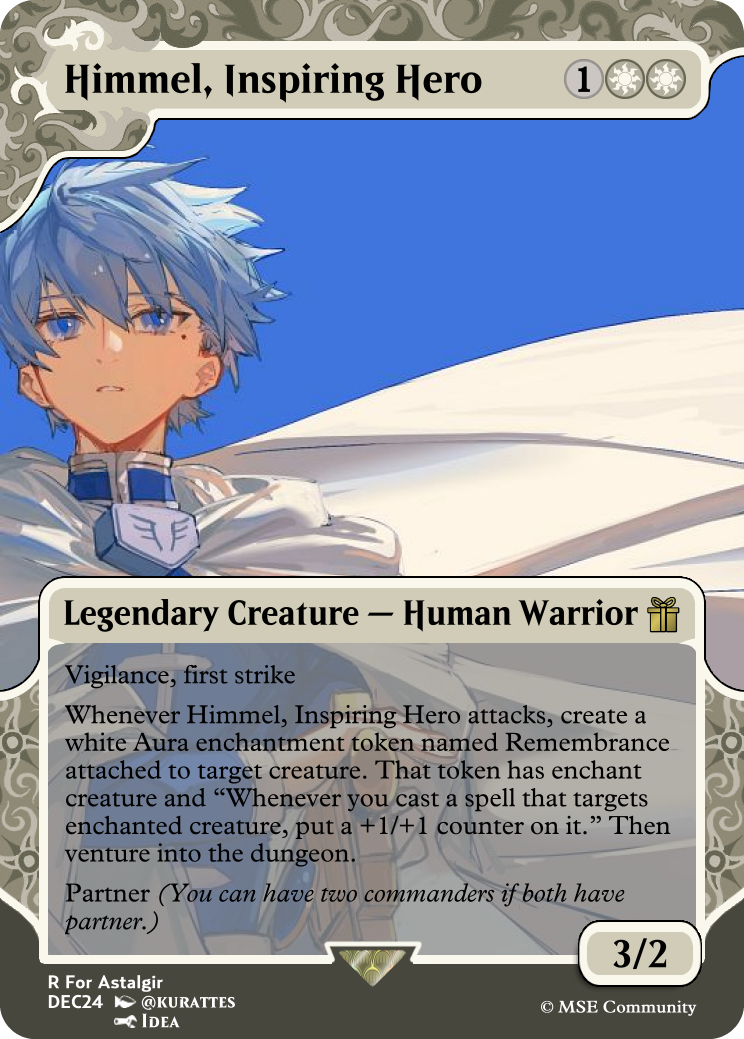 Himmel, Inspiring Hero 1
Legendary Creature — Human Warrior
Vigilance, first strike
Whenever Himmel, Inspiring Hero attacks, create a
white Aura enchantment token named Remembrance
attached to target creature. That token has enchant
creature and “Whenever you cast a spell that targets
enchanted creature, put a +1/+1 counter on it.” Then
venture into the dungeon.
Partner (You can have two commanders if both have
partner.)
3/2
R For Astalgir
DEC24 @KURATTES
IDEA
© MSE Community